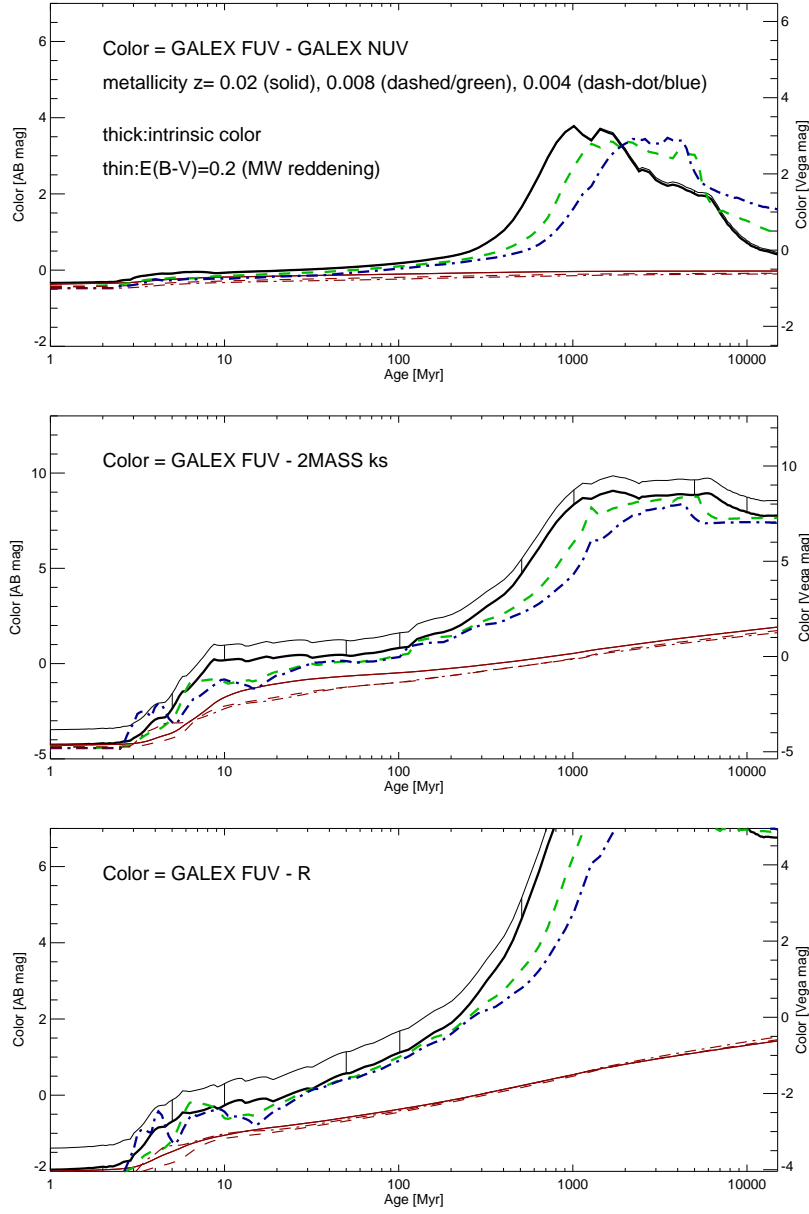 Color = GALEX FUV - GALEX NUV
metallicity z= 0.02 (solid), 0.008 (dashed/green), 0.004 (dash-dot/blue)
thick:intrinsic color
thin:E(B-V)=0.2 (MW reddening)
Color [AB mag]
6
4
2
0
-2
Color [Vega mag]
6
4
2
0
-2
1
10
100
1000
10000
Age [Myr]
Color = GALEX FUV - 2MASS ks
Color [AB mag]
10
5
0
-5
Color [Vega mag]
10
5
0
-5
1
10
100
1000
10000
Age [Myr]
Color = GALEX FUV - R
Color [AB mag]
6
4
2
0
-2
Color [Vega mag]
4
2
0
-2
-4
1
10
100
1000
10000
Age [Myr]